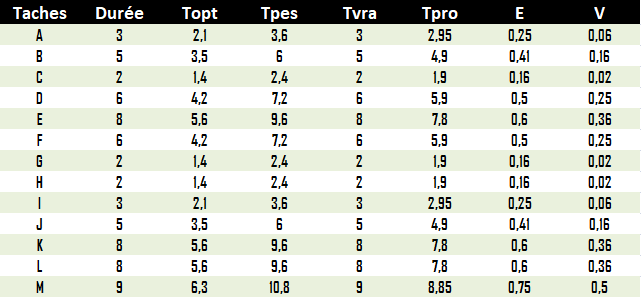 Taches Durée Topt Tpes Tvra Tpro E V
A 3 2,1 3,6 3 2,95 0,25 0,06
B 5 3,5 6 5 4,9 0,41 0,16
C 2 1,4 2,4 2 1,9 0,16 0,02
D 6 4,2 7,2 6 5,9 0,5 0,25
E 8 5,6 9,6 8 7,8 0,6 0,36
F 6 4,2 7,2 6 5,9 0,5 0,25
G 2 1,4 2,4 2 1,9 0,16 0,02
H 2 1,4 2,4 2 1,9 0,16 0,02
I 3 2,1 3,6 3 2,95 0,25 0,06
J 5 3,5 6 5 4,9 0,41 0,16
K 8 5,6 9,6 8 7,8 0,6 0,36
L 8 5,6 9,6 8 7,8 0,6 0,36
M 9 6,3 10,8 9 8,85 0,75 0,5